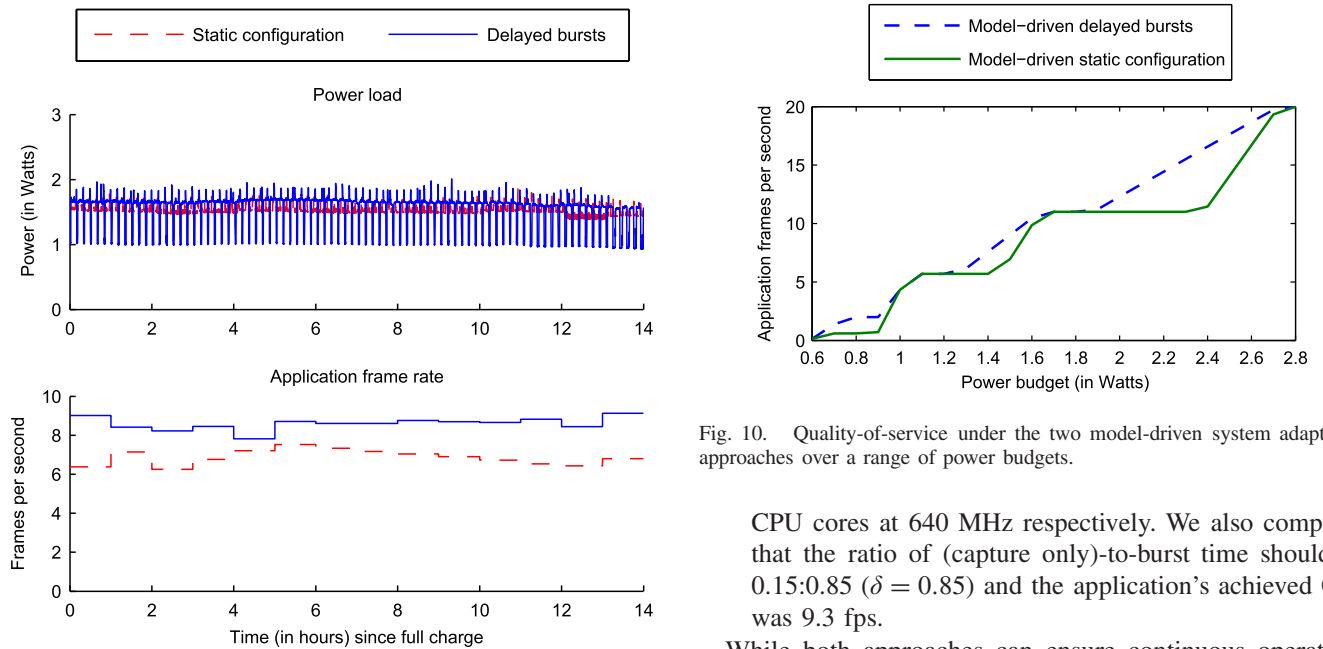 Static configuration
Delayed bursts
Power load
Power (in Watts)
3
2
1
0
0 2 4 6 8 10 12 14
Application frame rate
Frames per second
10
8
6
4
2
0
0 2 4 6 8 10 12 14
Time (in hours) since full charge
Model−driven delayed bursts
Model−driven static configuration
Application frames per second
20
15
10
5
0
0.6 0.8 1 1.2 1.4 1.6 1.8 2 2.2 2.4 2.6 2.8
Power budget (in Watts)
Fig. 10. Quality-of-service under the two model-driven system adapt
approaches over a range of power budgets.
CPU cores at 640 MHz respectively. We also comp
that the ratio of (capture only)-to-burst time shoul
0.15:0.85 (δ = 0.85) and the application's achieved
was 9.3 fps.